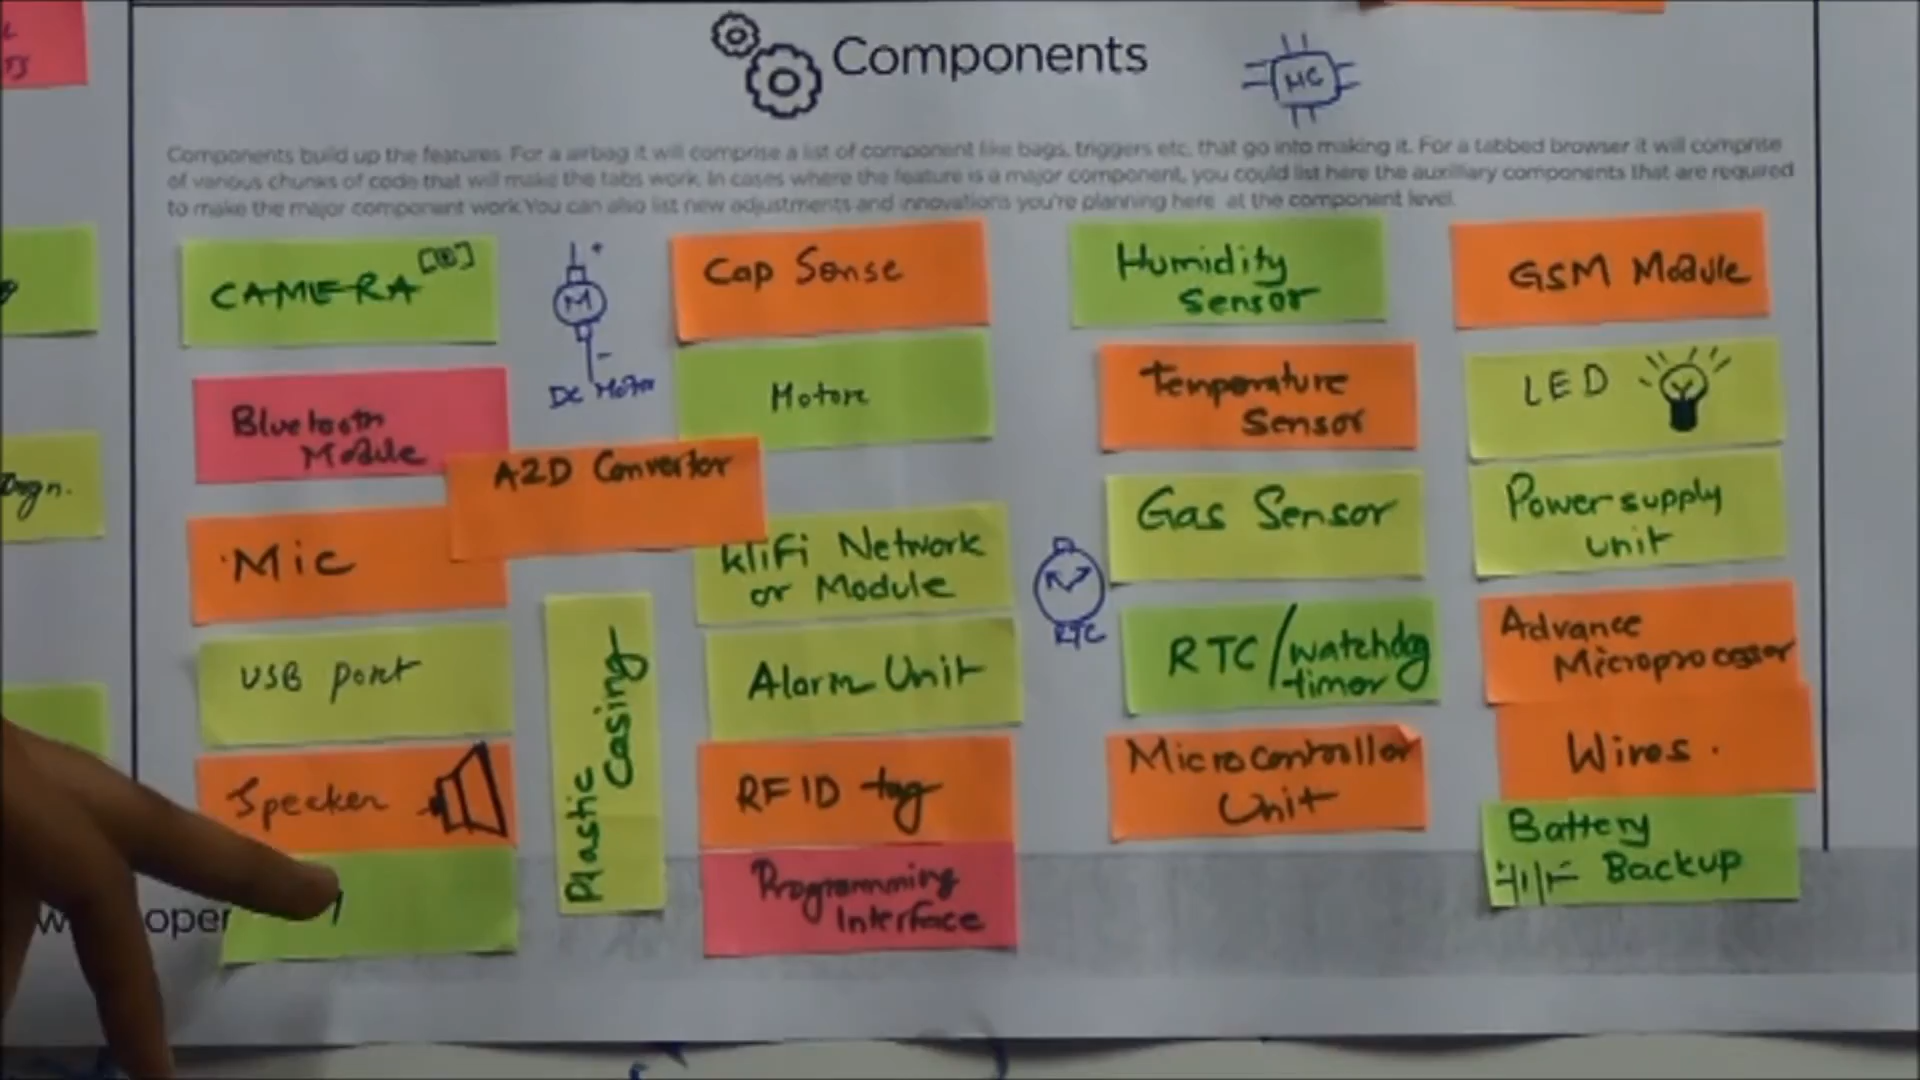 Components
MC
Components build up the features. For a airbag it will comprise a list of component like bags, triggers etc, that go into making it. For a tabbed browser it will comprise
of various chunks of code that will make the tabs work. In cases where the feature is a major component, you could list here the auxilliary components that are required
to make the major component work.You can also list new adjustments and innovations you're planning here at the component level.
CAMERA
M
DC Motor
Cap Sense
Humidity
Sensor
GSM Module
Bluetooth
Module
Motors
Temperature
Sensor
LED
A2D Convertor
Gas Sensor
Power supply
unit
Mic
WiFi Network
or Module
RTC
RTC/watchdog
timer
Advance
Microprocessor
USB port
Plastic
Casing
Alarm Unit
Speaker
RFID tag
Microcontroller
Unit
Wires.
Programming
Interface
Battery
Backup